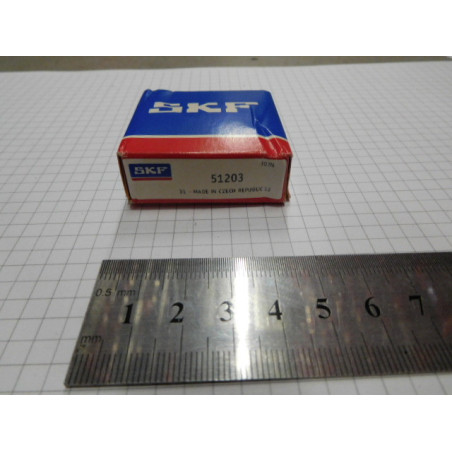 SKF
SKF
51203
MADE IN CZECH REPUBLIC
0.5 mm
1 2 3 4 5 6 7
mm